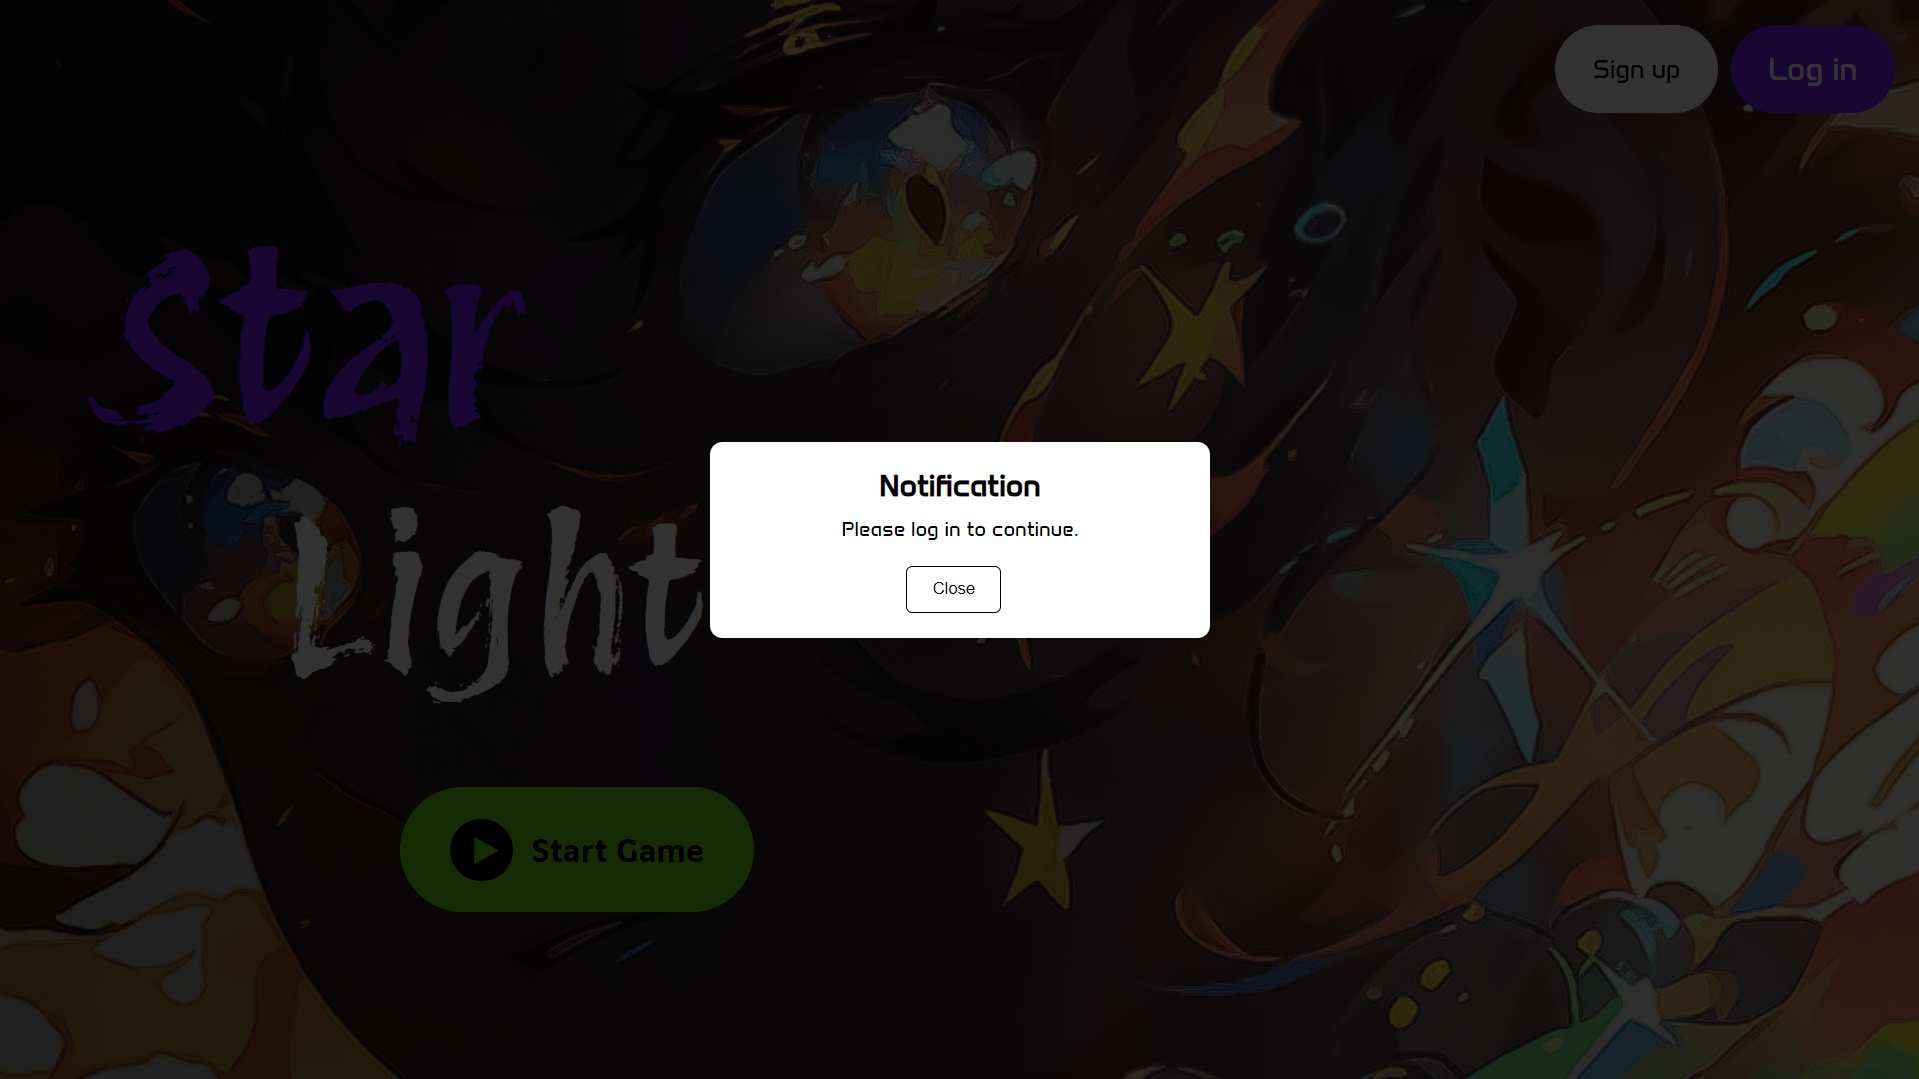 Sign up
Log in
Star
Light
Notification
Please log in to continue.
Close
Start Game